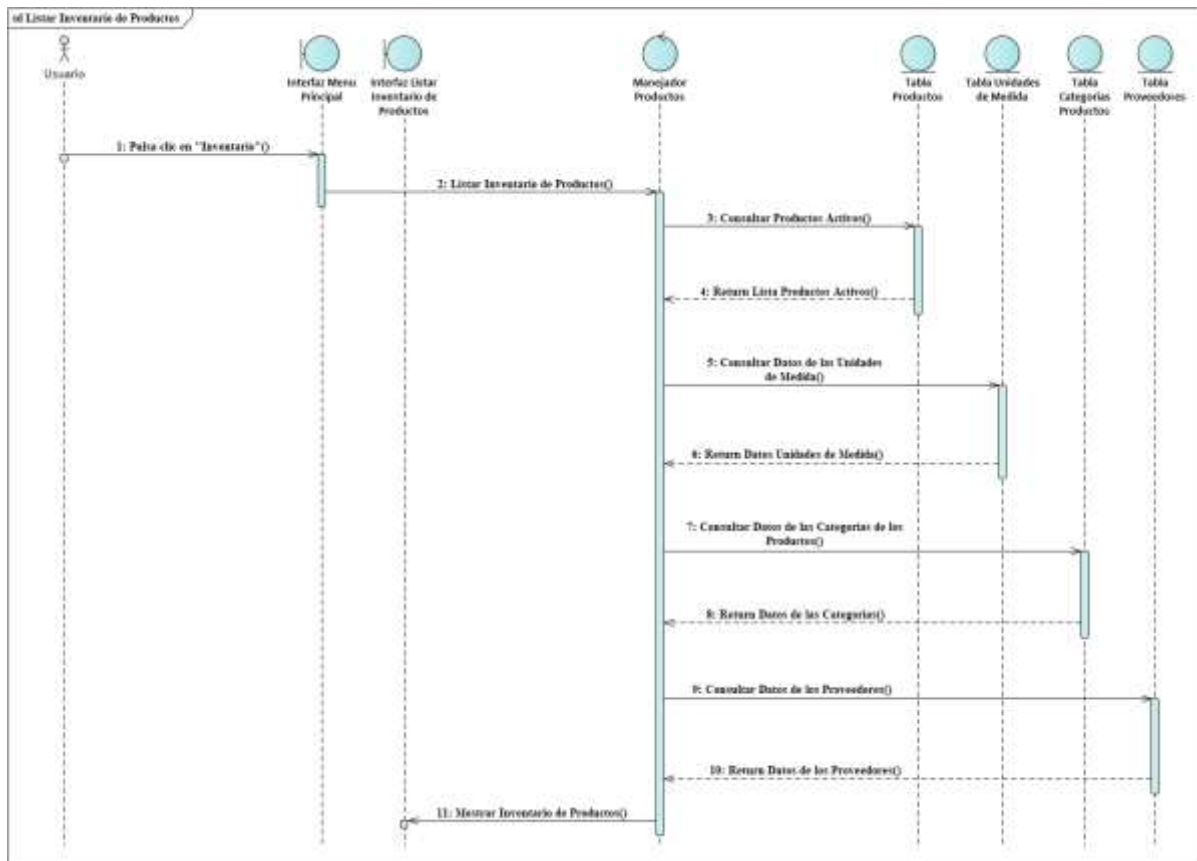 sd Listar Inventario de Productos
Usuario
Interfaz Menu
Principal
Interfaz Listar
Inventario de
Productos
Manejador
Productos
Tabla
Productos
Tabla Unidades
de Medida
Tabla
Categorias
Productos
Tabla
Proveedores
1: Pulsa clic en "Inventario"()
2: Listar Inventario de Productos()
3: Consultar Productos Activos()
4: Return Lista Productos Activos()
5: Consultar Datos de las Unidades
de Medida()
6: Return Datos Unidades de Medida()
7: Consultar Datos de las Categorias de los
Productos()
8: Return Datos de las Categorias()
9: Consultar Datos de los Proveedores()
10: Return Datos de los Proveedores()
11: Mostrar Inventario de Productos()